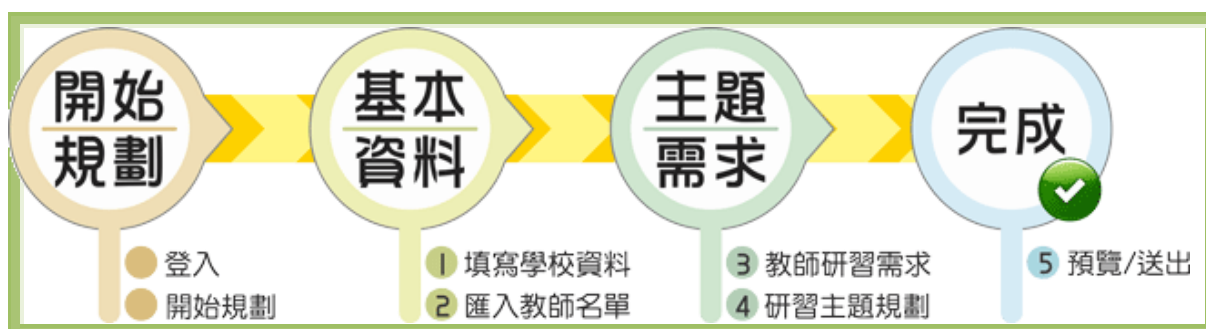 開始
規劃
基本
資料
主題
需求
完成
登入
開始規劃
1 填寫學校資料
2 匯入教師名單
3 教師研習需求
4 研習主題規劃
5 預覽/送出